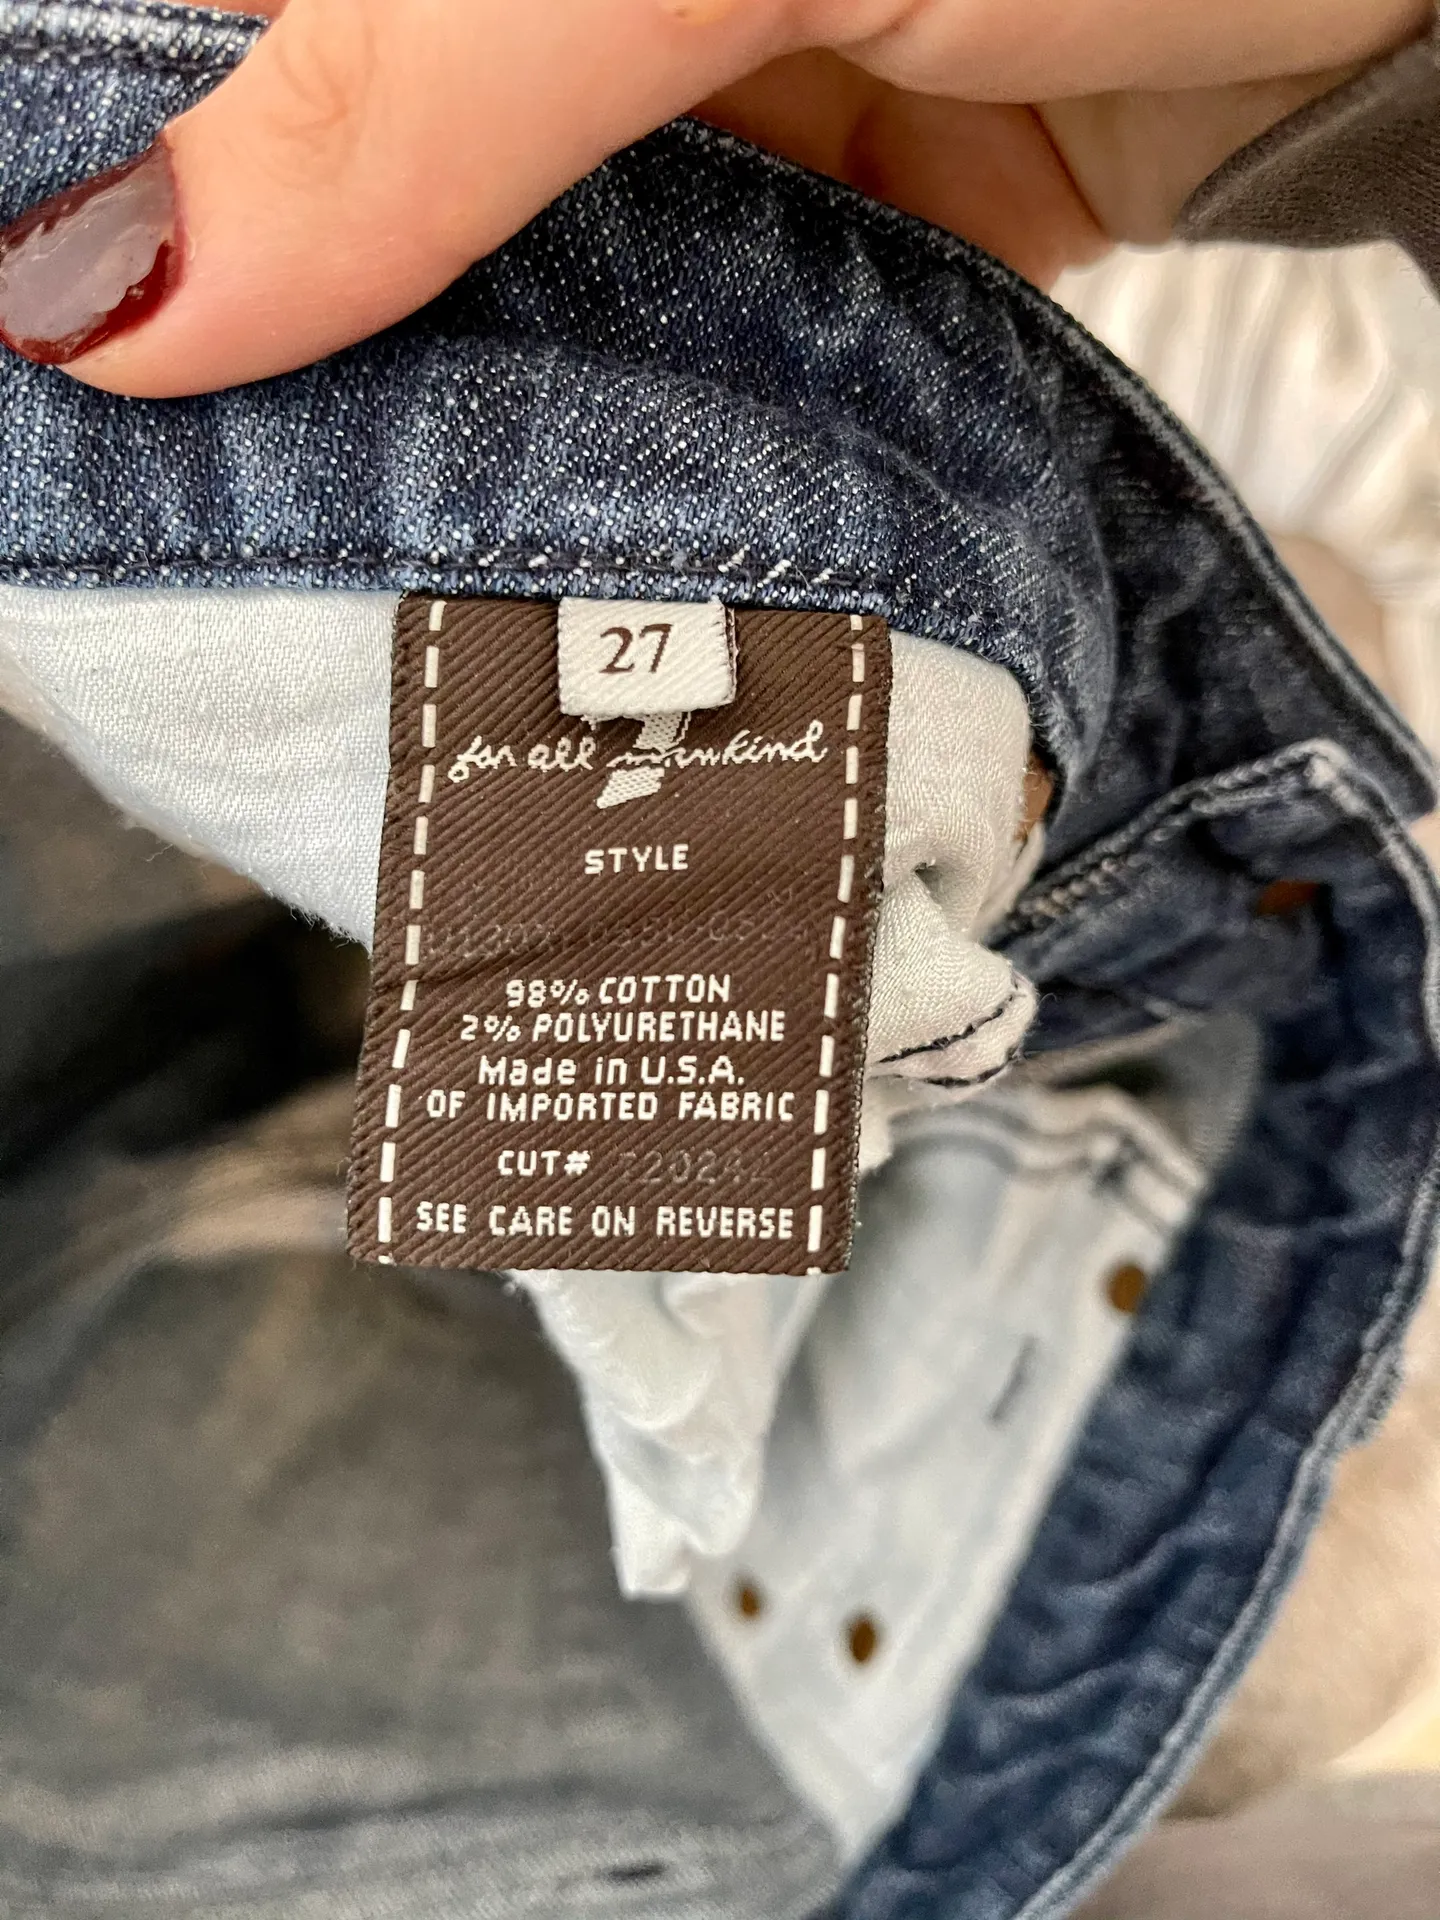 27
for all mankind
STYLE
98% COTTON
2% POLYURETHANE
Made in U.S.A.
OF IMPORTED FABRIC
CUT#
SEE CARE ON REVERSE